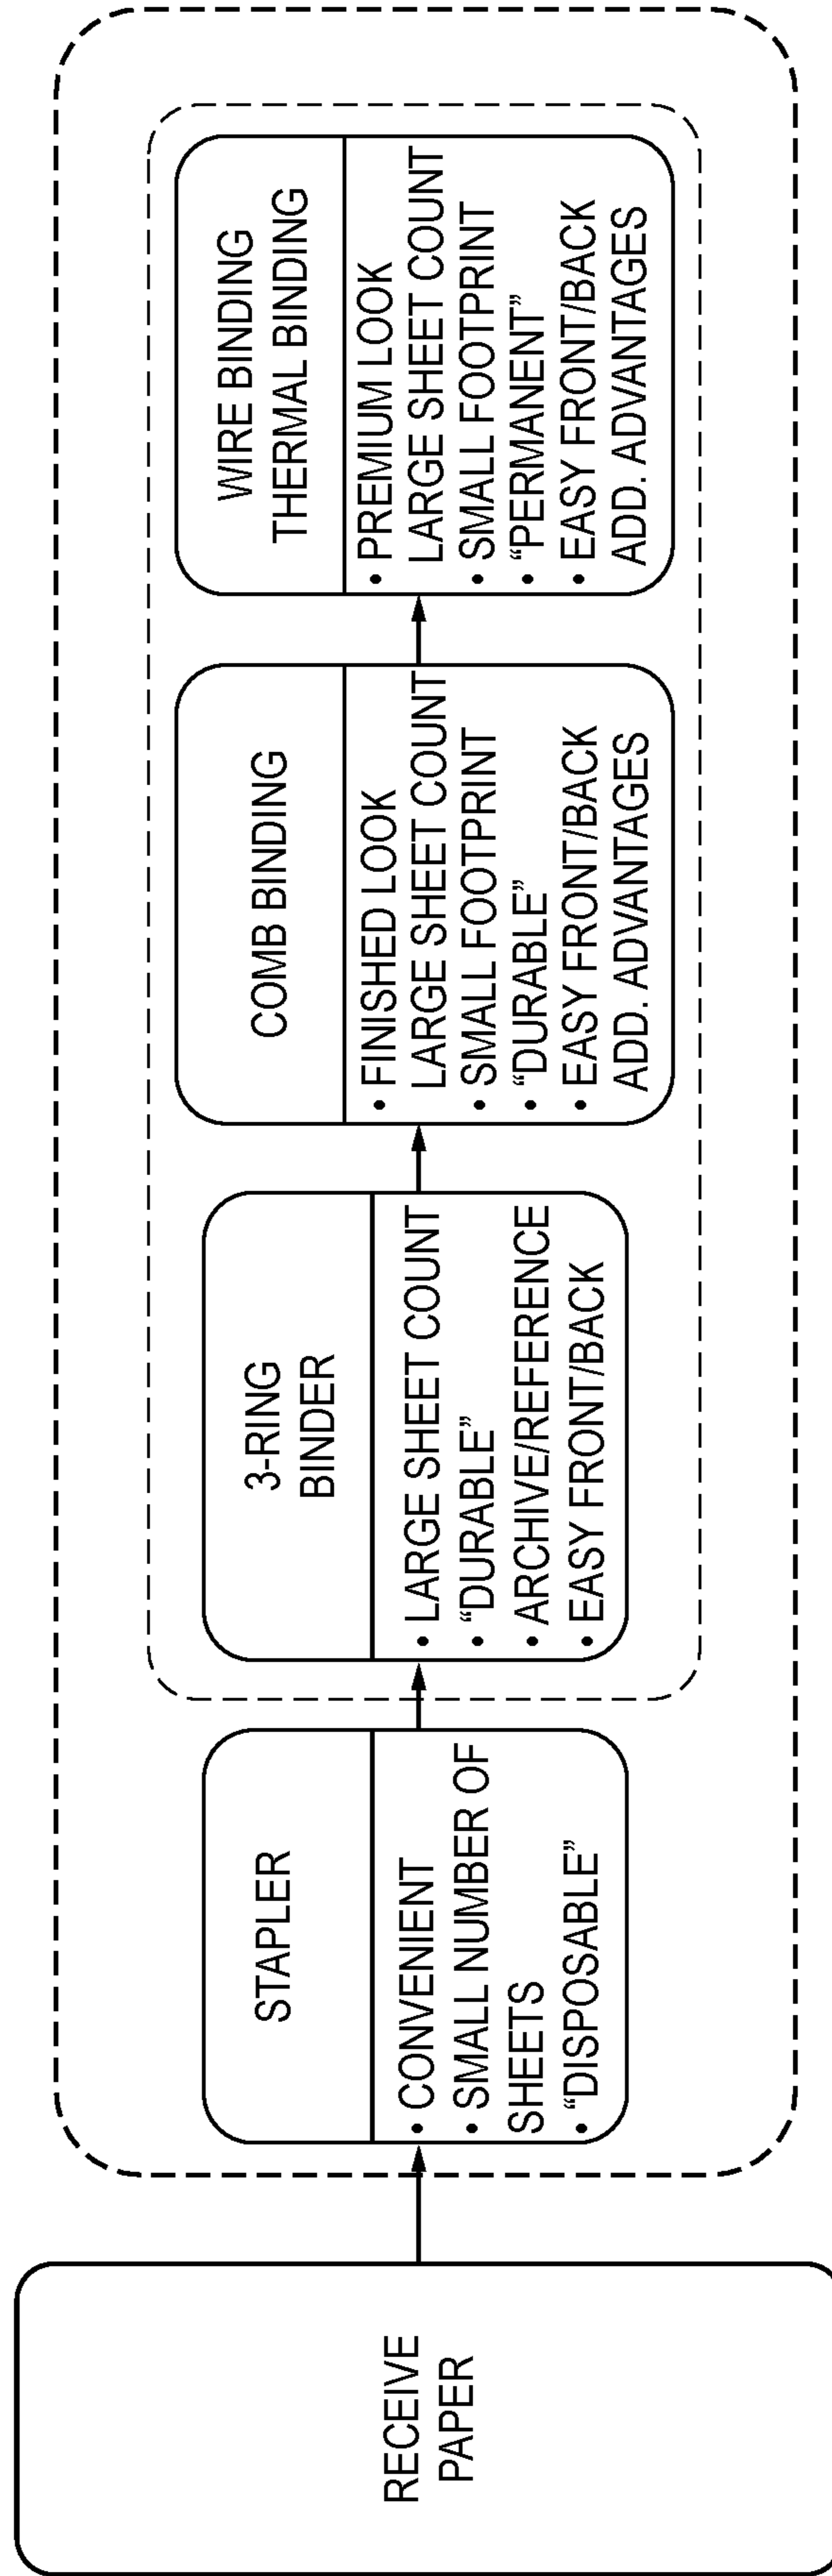 RECEIVE
PAPER
STAPLER
• CONVENIENT
• SMALL NUMBER OF
SHEETS
• “DISPOSABLE”
3-RING
BINDER
• LARGE SHEET COUNT
• “DURABLE”
• ARCHIVE/REFERENCE
• EASY FRONT/BACK
COMB BINDING
• FINISHED LOOK
LARGE SHEET COUNT
• SMALL FOOTPRINT
• “DURABLE”
• EASY FRONT/BACK
ADD. ADVANTAGES
WIRE BINDING
THERMAL BINDING
• PREMIUM LOOK
LARGE SHEET COUNT
• SMALL FOOTPRINT
• “PERMANENT”
• EASY FRONT/BACK
ADD. ADVANTAGES